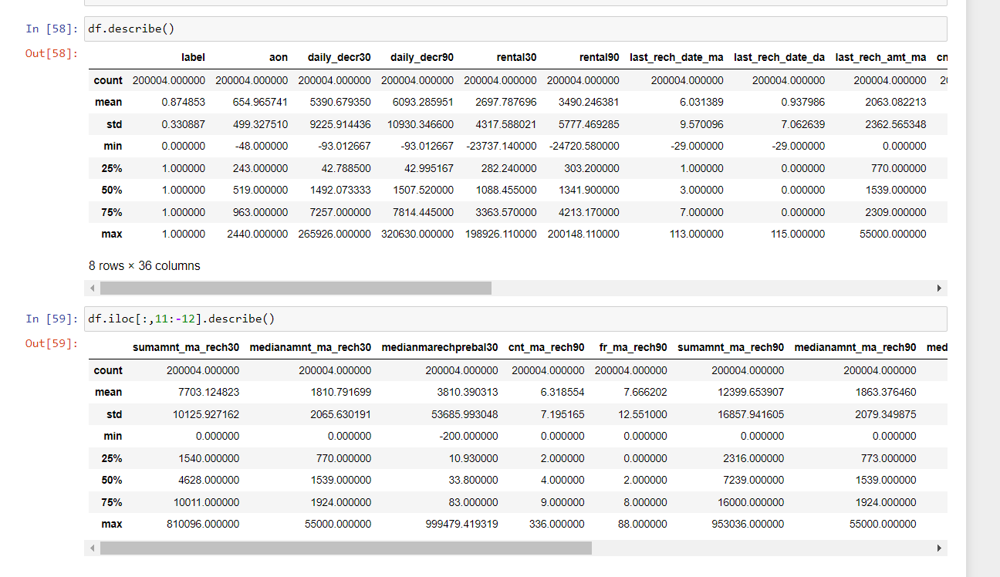 In [58]: df.describe()
Out[58]:
label aon daily_decr30 daily_decr90 rental30 rental90 last_rech_date_ma last_rech_date_da last_rech_amt_ma cn
count 200004.000000 200004.000000 200004.000000 200004.000000 200004.000000 200004.000000 200004.000000 200004.000000 200004.000000 20
mean 0.874853 654.965741 5390.679350 6093.285951 2697.787696 3490.246381 6.031389 0.937986 2063.082213
std 0.330887 499.327510 9225.914436 10930.346600 4317.588021 5777.469285 9.570096 7.062639 2362.565348
min 0.000000 -48.000000 -93.012667 -93.012667 -23737.140000 -24720.580000 -29.000000 -29.000000 0.000000
25% 1.000000 243.000000 42.788500 42.995167 282.240000 303.200000 1.000000 0.000000 770.000000
50% 1.000000 519.000000 1492.073333 1507.520000 1088.455000 1341.900000 3.000000 0.000000 1539.000000
75% 1.000000 963.000000 7257.000000 7814.445000 3363.570000 4213.170000 7.000000 0.000000 2309.000000
max 1.000000 2440.000000 265926.000000 320630.000000 198926.110000 200148.110000 113.000000 115.000000 55000.000000
8 rows × 36 columns
In [59]: df.iloc[:,11:-12].describe()
Out[59]:
sumamnt_ma_rech30 medianamnt_ma_rech30 medianmarechprebal30 cnt_ma_rech90 fr_ma_rech90 sumamnt_ma_rech90 medianamnt_ma_rech90 med
count 200004.000000 200004.000000 200004.000000 200004.000000 200004.000000 200004.000000 200004.000000
mean 7703.124823 1810.791699 3810.390313 6.318554 7.666202 12399.653907 1863.376460
std 10125.927162 2065.630191 53685.993048 7.195165 12.551000 16857.941605 2079.349875
min 0.000000 0.000000 -200.000000 0.000000 0.000000 0.000000 0.000000
25% 1540.000000 770.000000 10.930000 2.000000 0.000000 2316.000000 773.000000
50% 4628.000000 1539.000000 33.800000 4.000000 2.000000 7239.000000 1539.000000
75% 10011.000000 1924.000000 83.000000 9.000000 8.000000 16000.000000 1924.000000
max 810096.000000 55000.000000 999479.419319 336.000000 88.000000 953036.000000 55000.000000